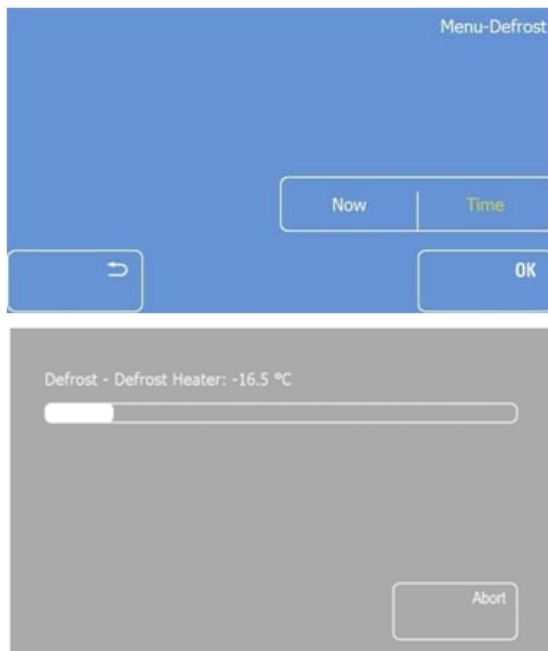 Menu-Defrost
Now Time
OK
Defrost - Defrost Heater: -16.5 °C
Abort